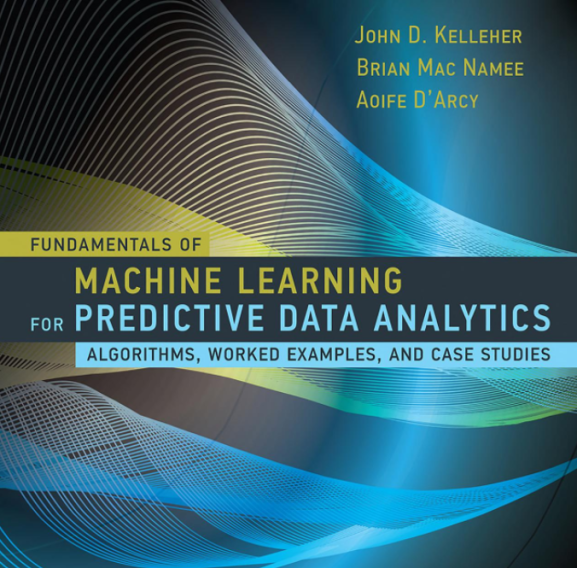 JOHN D. KELLEHER
BRIAN MAC NAMEE
AOIFE D'ARCY
FUNDAMENTALS OF
MACHINE LEARNING
FOR PREDICTIVE DATA ANALYTICS
ALGORITHMS, WORKED EXAMPLES, AND CASE STUDIES